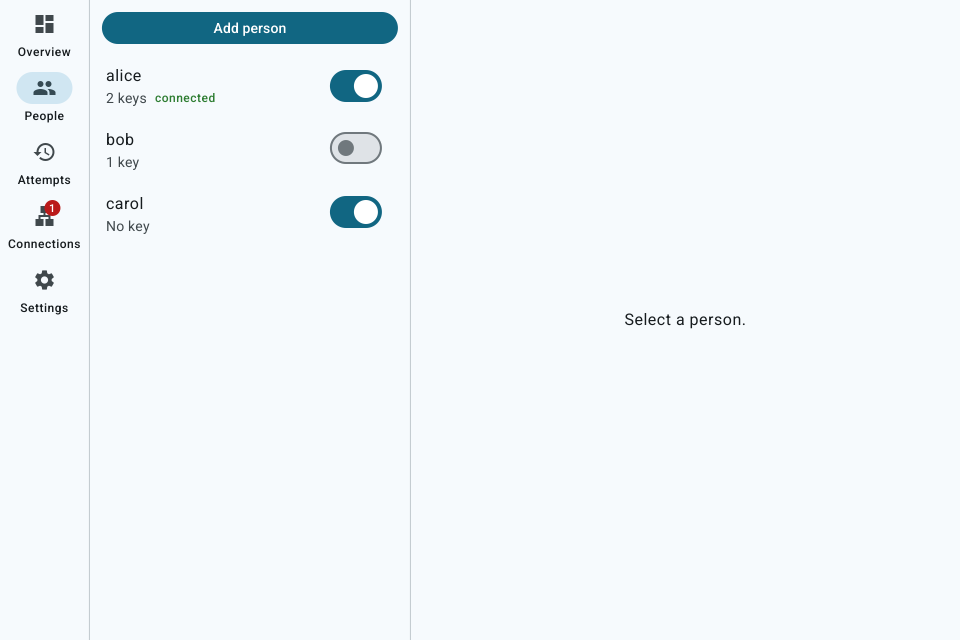 Overview
People
Attempts
1
Connections
Settings
Add person
alice
2 keys connected
bob
1 key
carol
No key
Select a person.